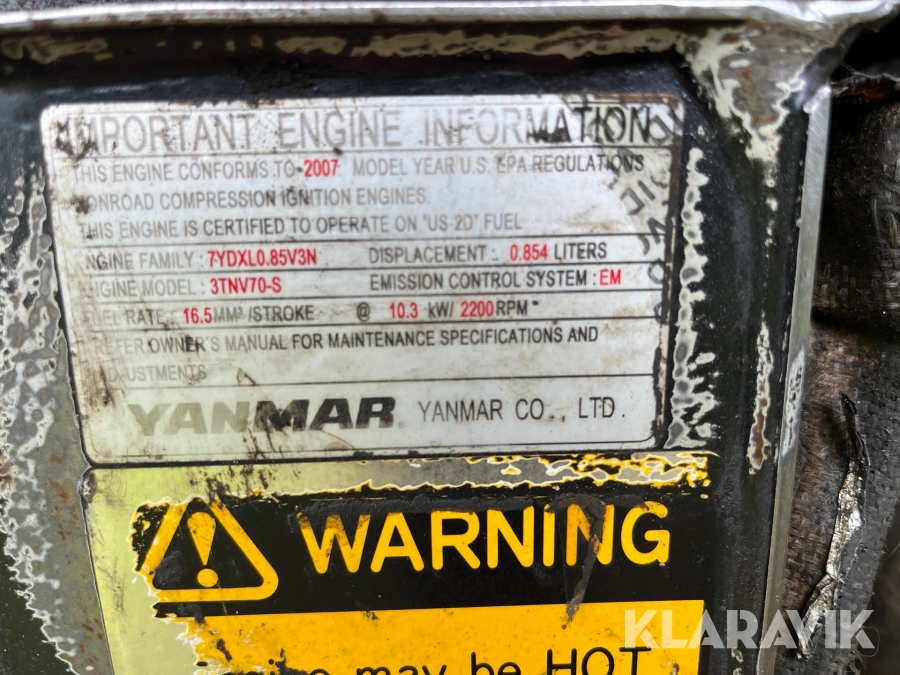 IMPORTANT ENGINE INFORMATION
THIS ENGINE CONFORMS TO 2007 MODEL YEAR U.S. EPA REGULATIONS
NONROAD COMPRESSION IGNITION ENGINES.
THIS ENGINE IS CERTIFIED TO OPERATE ON "US 2D" FUEL
NGINE FAMILY : 7YDXL0.85V3N DISPLACEMENT : 0.854 LITERS
NGINE MODEL : 3TNV70-S EMISSION CONTROL SYSTEM : EM
FUEL RATE : 16.5 MM³/STROKE @ 10.3 kW/ 2200 RPM
REFER OWNER'S MANUAL FOR MAINTENANCE SPECIFICATIONS AND
ADJUSTMENTS
YANMAR YANMAR CO., LTD.
WARNING
may be HOT
KLARAVIK